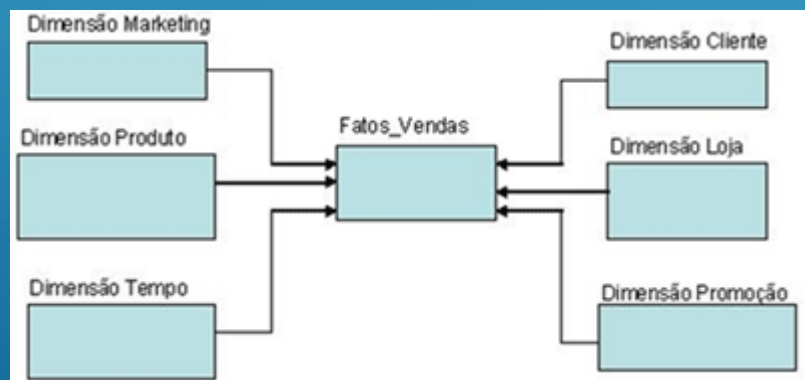 Dimensão Marketing
Dimensão Cliente
Fatos_Vendas
Dimensão Produto
Dimensão Loja
Dimensão Tempo
Dimensão Promoção